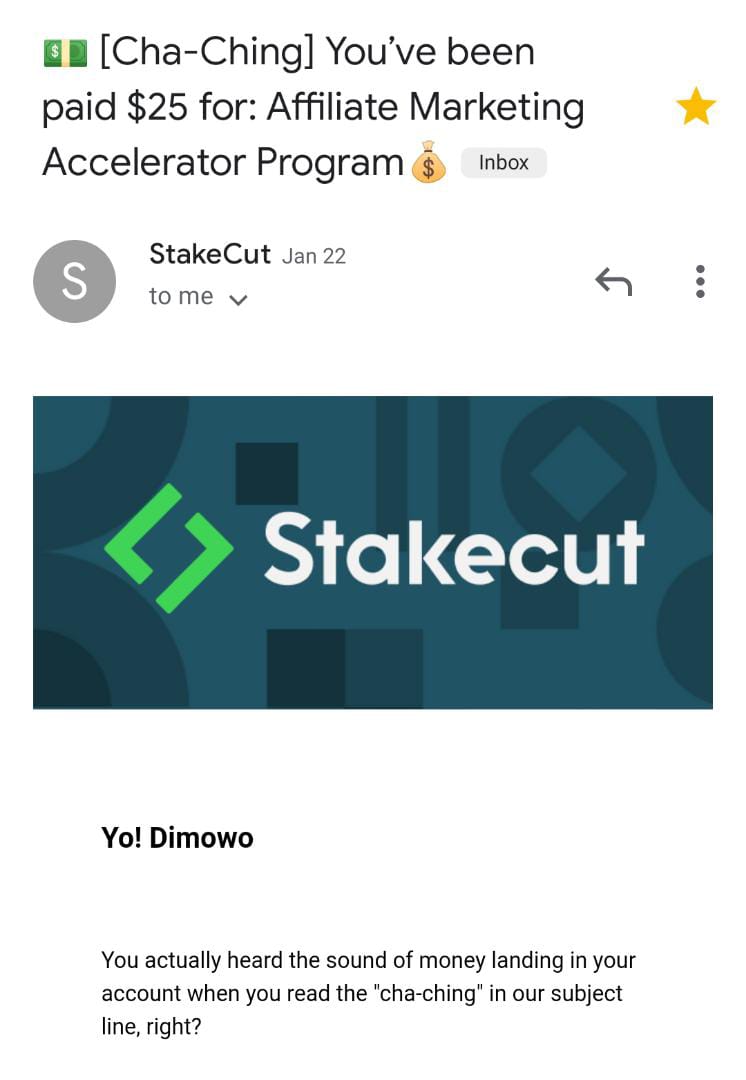 💵 [Cha-Ching] You’ve been
paid $25 for: Affiliate Marketing
Accelerator Program💰 Inbox
S
StakeCut Jan 22
to me
Stakecut
Yo! Dimowo
You actually heard the sound of money landing in your
account when you read the "cha-ching" in our subject
line, right?